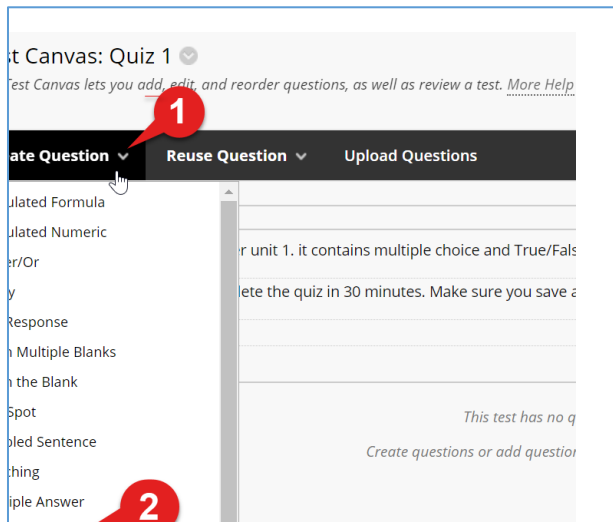 st Canvas: Quiz 1
Test Canvas lets you add, edit, and reorder questions, as well as review a test. More Help
1
ate Question Reuse Question Upload Questions
ulated Formula
ulated Numeric
er/Or
y
Response
n Multiple Blanks
n the Blank
Spot
bled Sentence
ching
iple Answer
2
r unit 1. it contains multiple choice and True/Fals
lete the quiz in 30 minutes. Make sure you save a
This test has no q
Create questions or add question